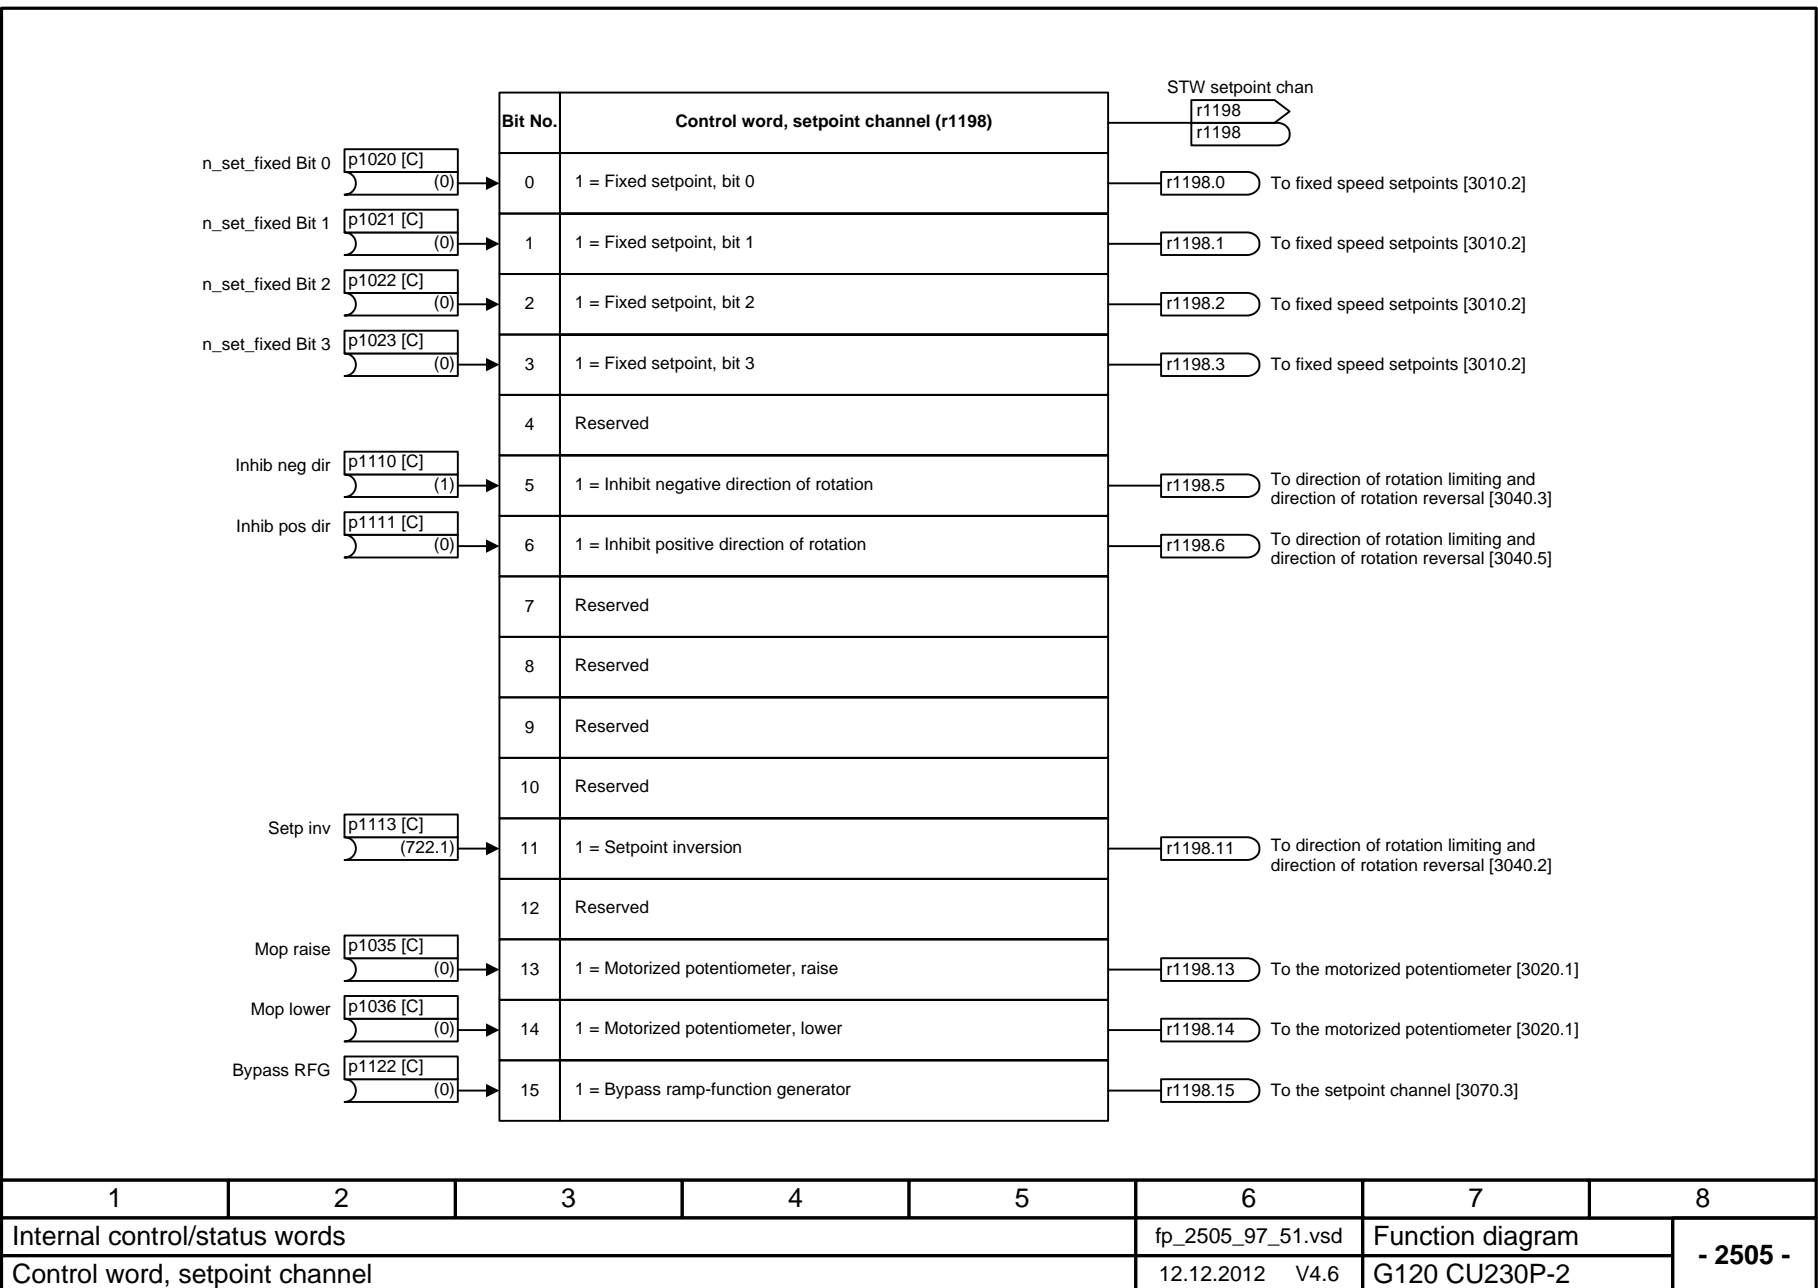 STW setpoint chan
r1198
r1198
Bit No. Control word, setpoint channel (r1198)
n_set_fixed Bit 0 p1020 [C]
(0) 0 1 = Fixed setpoint, bit 0 r1198.0 To fixed speed setpoints [3010.2]
n_set_fixed Bit 1 p1021 [C]
(0) 1 1 = Fixed setpoint, bit 1 r1198.1 To fixed speed setpoints [3010.2]
n_set_fixed Bit 2 p1022 [C]
(0) 2 1 = Fixed setpoint, bit 2 r1198.2 To fixed speed setpoints [3010.2]
n_set_fixed Bit 3 p1023 [C]
(0) 3 1 = Fixed setpoint, bit 3 r1198.3 To fixed speed setpoints [3010.2]
4 Reserved
Inhib neg dir p1110 [C]
(1) 5 1 = Inhibit negative direction of rotation r1198.5 To direction of rotation limiting and
direction of rotation reversal [3040.3]
Inhib pos dir p1111 [C]
(0) 6 1 = Inhibit positive direction of rotation r1198.6 To direction of rotation limiting and
direction of rotation reversal [3040.5]
7 Reserved
8 Reserved
9 Reserved
10 Reserved
Setp inv p1113 [C]
(722.1) 11 1 = Setpoint inversion r1198.11 To direction of rotation limiting and
direction of rotation reversal [3040.2]
12 Reserved
Mop raise p1035 [C]
(0) 13 1 = Motorized potentiometer, raise r1198.13 To the motorized potentiometer [3020.1]
Mop lower p1036 [C]
(0) 14 1 = Motorized potentiometer, lower r1198.14 To the motorized potentiometer [3020.1]
Bypass RFG p1122 [C]
(0) 15 1 = Bypass ramp-function generator r1198.15 To the setpoint channel [3070.3]
1 2 3 4 5 6 7 8
Internal control/status words fp_2505_97_51.vsd Function diagram - 2505 -
Control word, setpoint channel 12.12.2012 V4.6 G120 CU230P-2